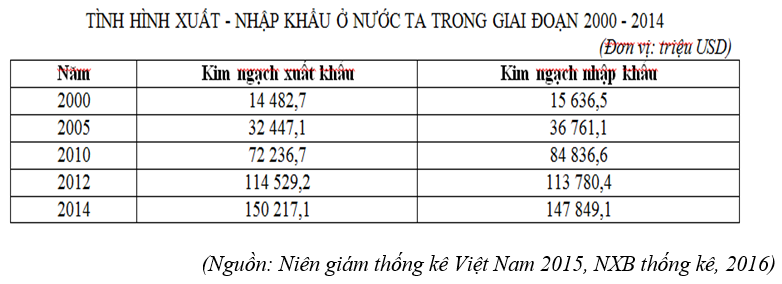 TÌNH HÌNH XUẤT - NHẬP KHẨU Ở NƯỚC TA TRONG GIAI ĐOẠN 2000 - 2014
(Đơn vị: triệu USD)
Năm Kim ngạch xuất khẩu Kim ngạch nhập khẩu
2000 14 482,7 15 636,5
2005 32 447,1 36 761,1
2010 72 236,7 84 836,6
2012 114 529,2 113 780,4
2014 150 217,1 147 849,1
(Nguồn: Niên giám thống kê Việt Nam 2015, NXB thống kê, 2016)